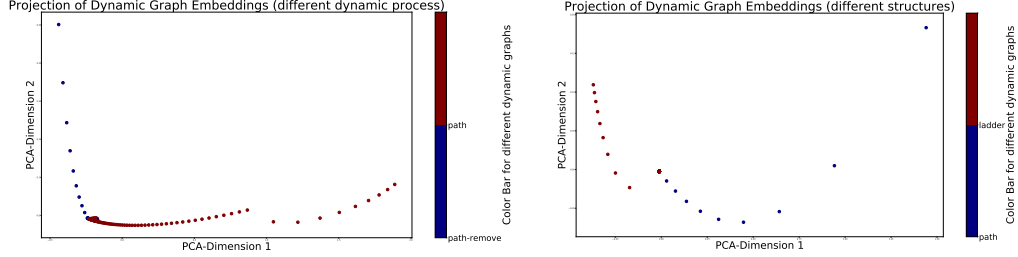 Projection of Dynamic Graph Embeddings (different dynamic process)
PCA-Dimension 2
PCA-Dimension 1
path
path-remove
Color Bar for different dynamic graphs
Projection of Dynamic Graph Embeddings (different structures)
PCA-Dimension 2
PCA-Dimension 1
ladder
path
Color Bar for different dynamic graphs